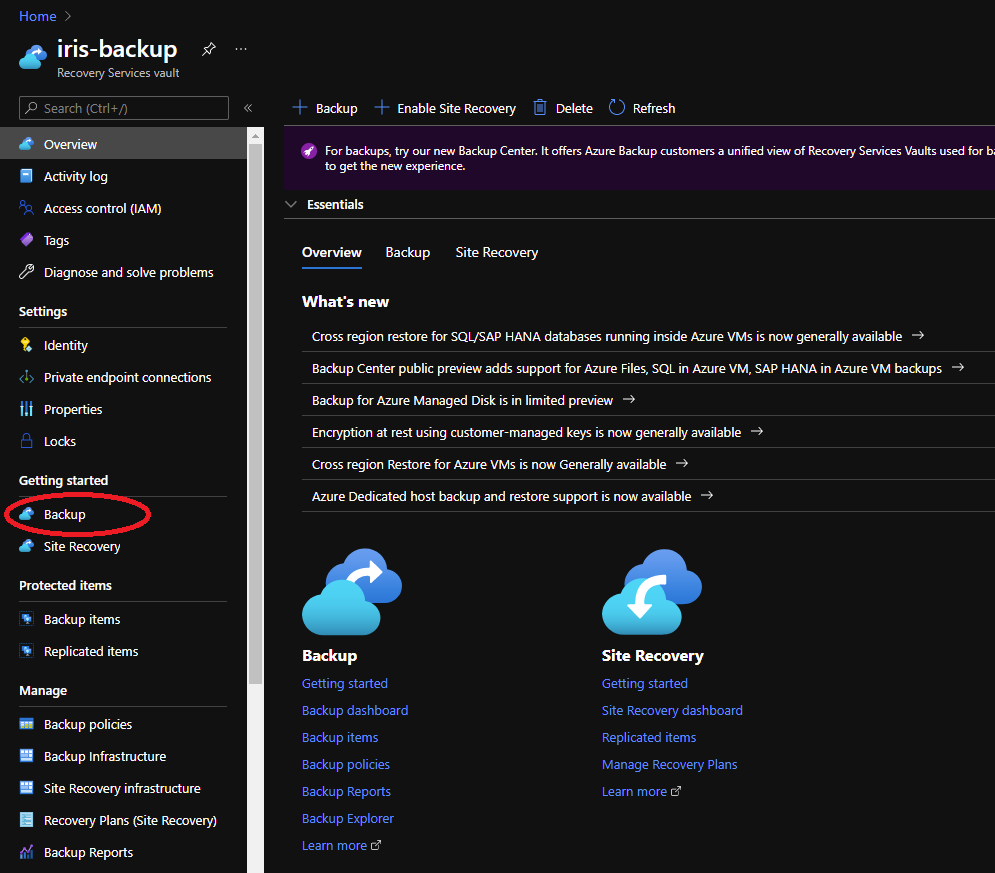 Home
iris-backup
Recovery Services vault
Search (Ctrl+/)
Overview
Activity log
Access control (IAM)
Tags
Diagnose and solve problems
Settings
Identity
Private endpoint connections
Properties
Locks
Getting started
Backup
Site Recovery
Protected items
Backup items
Replicated items
Manage
Backup policies
Backup Infrastructure
Site Recovery infrastructure
Recovery Plans (Site Recovery)
Backup Reports
Backup Enable Site Recovery Delete Refresh
For backups, try our new Backup Center. It offers Azure Backup customers a unified view of Recovery Services Vaults used for ba
to get the new experience.
Essentials
Overview Backup Site Recovery
What's new
Cross region restore for SQL/SAP HANA databases running inside Azure VMs is now generally available
Backup Center public preview adds support for Azure Files, SQL in Azure VM, SAP HANA in Azure VM backups
Backup for Azure Managed Disk is in limited preview
Encryption at rest using customer-managed keys is now generally available
Cross region Restore for Azure VMs is now Generally available
Azure Dedicated host backup and restore support is now available
Backup
Getting started
Backup dashboard
Backup items
Backup policies
Backup Reports
Backup Explorer
Learn more
Site Recovery
Getting started
Site Recovery dashboard
Replicated items
Manage Recovery Plans
Learn more